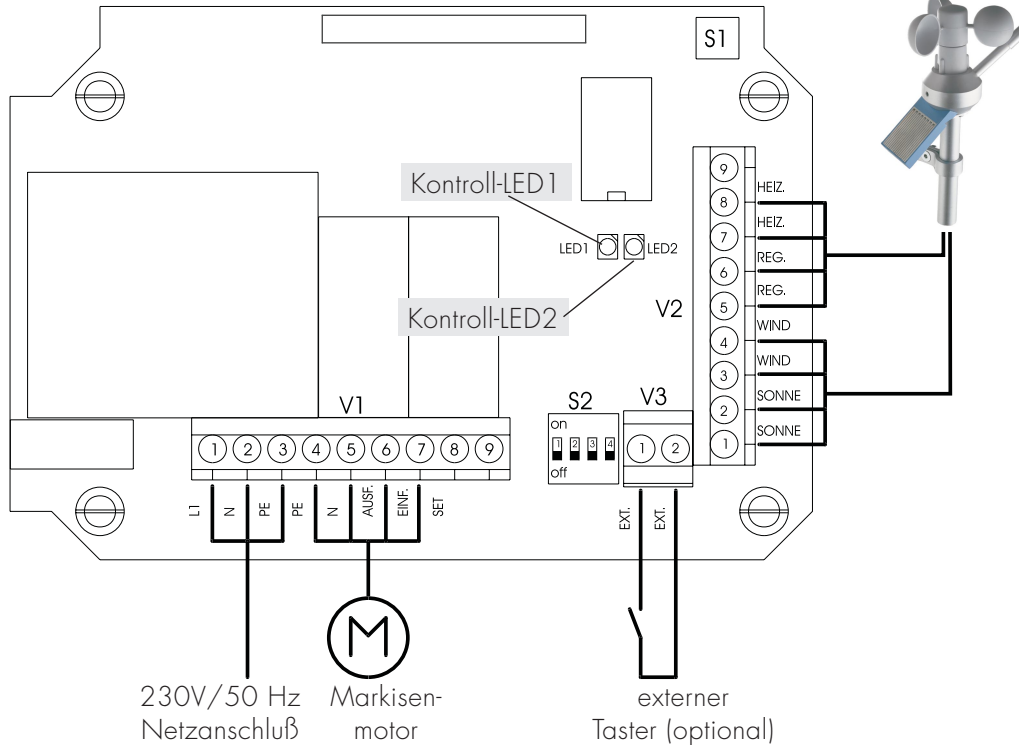 S1
Kontroll-LED1
LED1
LED2
Kontroll-LED2
V2
9
8
7
6
5
4
3
2
1
HEIZ.
HEIZ.
REG.
REG.
WIND
WIND
SONNE
SONNE
V1
1 2 3 4 5 6 7 8 9
L1
N
PE
PE
N
AUSF.
EINF.
SET
S2
on
1 2 3 4
off
V3
1 2
EXT.
EXT.
M
230V/50 Hz
Netzanschluß
Markisen-
motor
externer
Taster (optional)